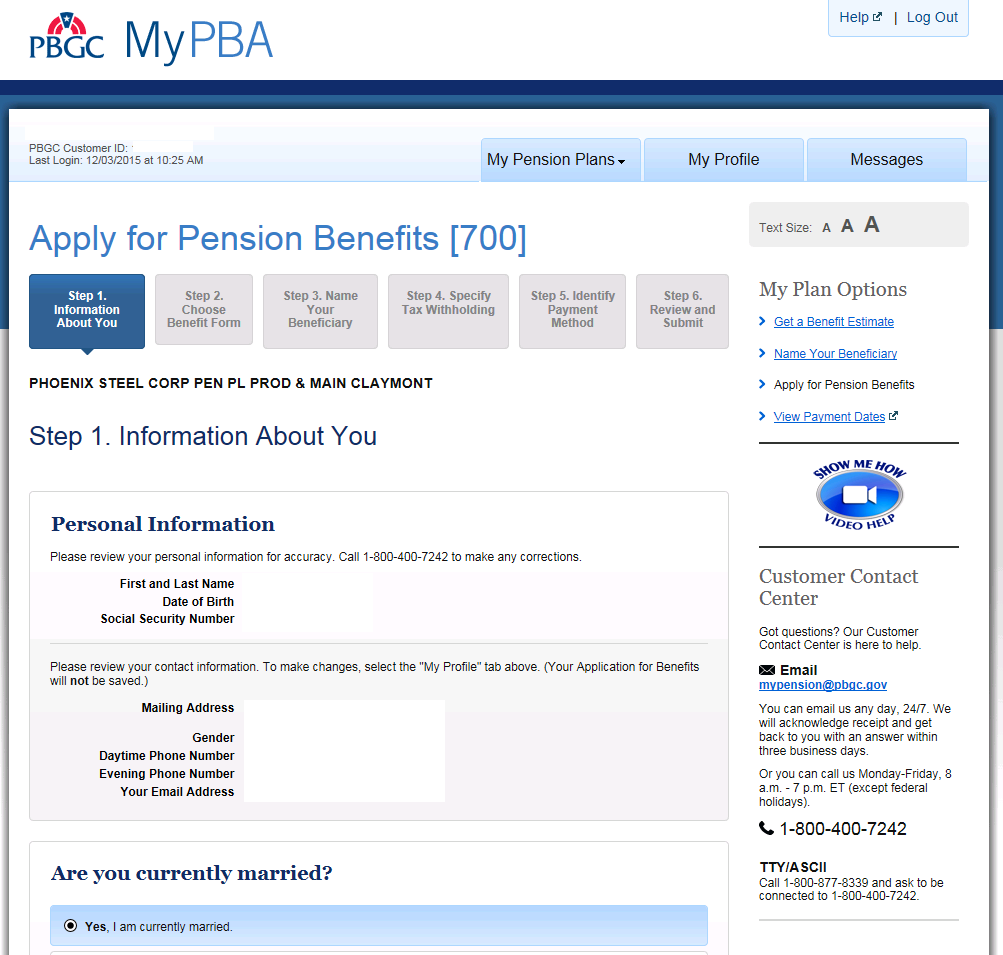 Help | Log Out
PBGC MyPBA
PBGC Customer ID:
Last Login: 12/03/2015 at 10:25 AM
My Pension Plans
My Profile
Messages
Text Size: A A A
Apply for Pension Benefits [700]
Step 1.
Information
About You
Step 2.
Choose
Benefit Form
Step 3. Name
Your
Beneficiary
Step 4. Specify
Tax Withholding
Step 5. Identify
Payment
Method
Step 6.
Review and
Submit
PHOENIX STEEL CORP PEN PL PROD & MAIN CLAYMONT
Step 1. Information About You
Personal Information
Please review your personal information for accuracy. Call 1-800-400-7242 to make any corrections.
First and Last Name
Date of Birth
Social Security Number
Please review your contact information. To make changes, select the "My Profile" tab above. (Your Application for Benefits
will not be saved.)
Mailing Address
Gender
Daytime Phone Number
Evening Phone Number
Your Email Address
Are you currently married?
Yes, I am currently married.
My Plan Options
Get a Benefit Estimate
Name Your Beneficiary
Apply for Pension Benefits
View Payment Dates
SHOW ME HOW
VIDEO HELP
Customer Contact
Center
Got questions? Our Customer
Contact Center is here to help.
Email
mypension@pbgc.gov
You can email us any day, 24/7. We
will acknowledge receipt and get
back to you with an answer within
three business days.
Or you can call us Monday-Friday, 8
a.m. - 7 p.m. ET (except federal
holidays).
1-800-400-7242
TTY/ASCII
Call 1-800-877-8339 and ask to be
connected to 1-800-400-7242.